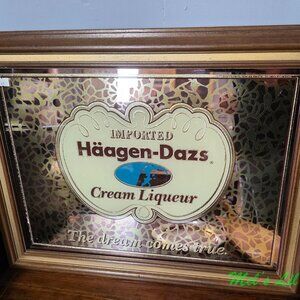 IMPORTED
Häagen-Dazs®
Cream Liqueur
The dream comes true.